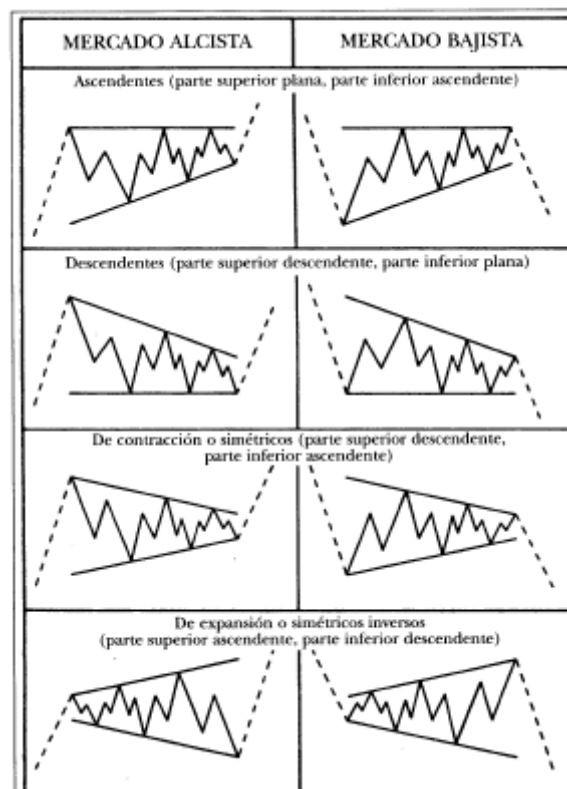 MERCADO ALCISTA
MERCADO BAJISTA
Ascendentes (parte superior plana, parte inferior ascendente)
Descendentes (parte superior descendente, parte inferior plana)
De contracción o simétricos (parte superior descendente,
parte inferior ascendente)
De expansión o simétricos inversos
(parte superior ascendente, parte inferior descendente)